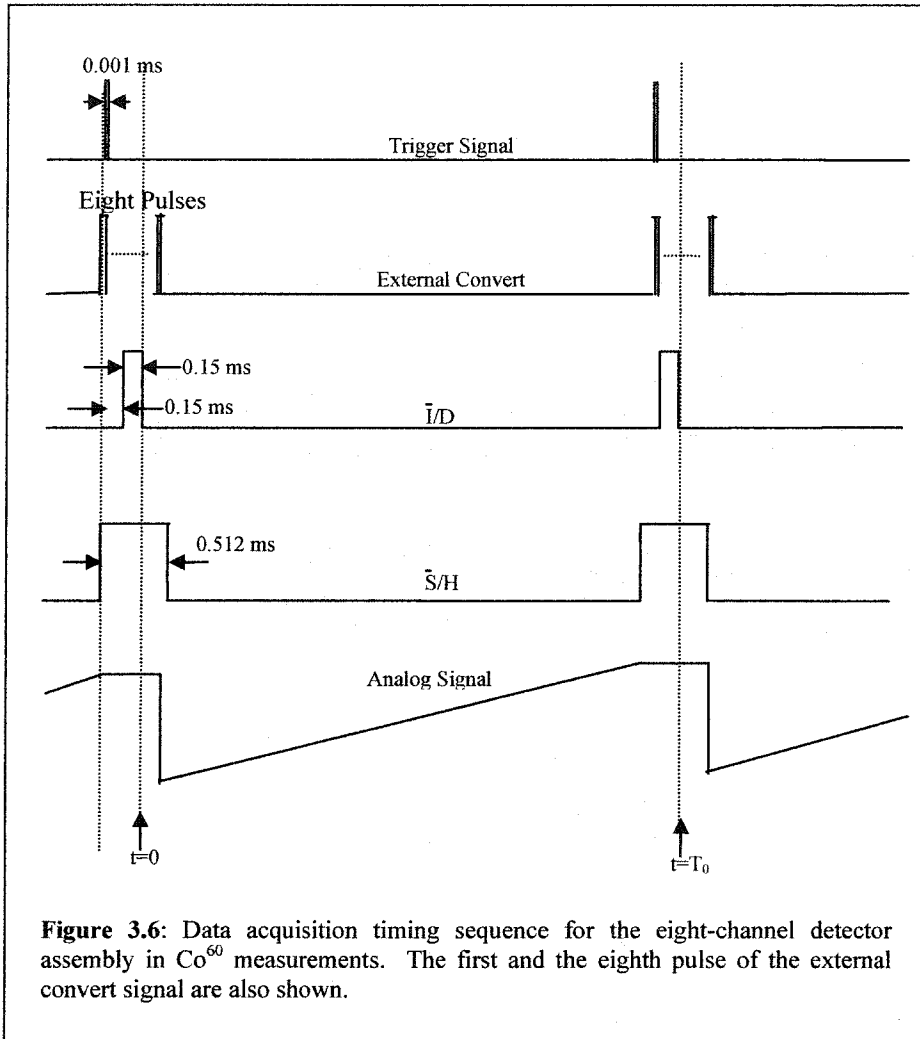 0.001 ms
Trigger Signal
Eight Pulses
External Convert
0.15 ms
0.15 ms
Ī/D
0.512 ms
S̄/H
Analog Signal
t=0
t=T₀
Figure 3.6: Data acquisition timing sequence for the eight-channel detector
assembly in Co⁶⁰ measurements. The first and the eighth pulse of the external
convert signal are also shown.